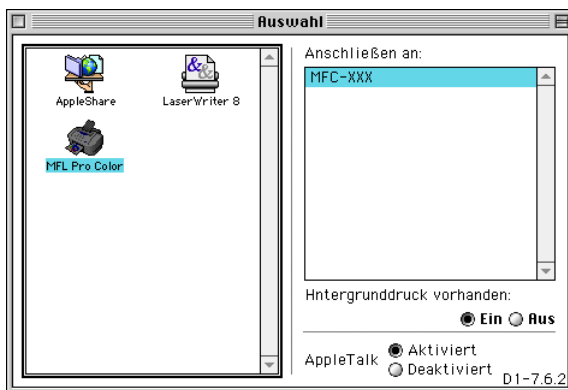 Auswahl
AppleShare
LaserWriter 8
MFL Pro Color
Anschließen an:
MFC-XXX
Hntergrunddruck vorhanden:
Ein Aus
AppleTalk
Aktiviert
Deaktiviert
D1-7.6.2